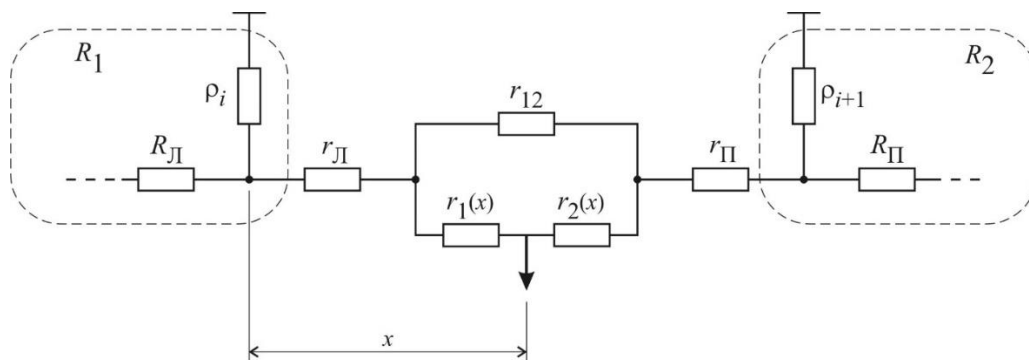 R1 R2
ρi r12 ρi+1
RЛ rЛ rП RП
r1(x) r2(x)
x